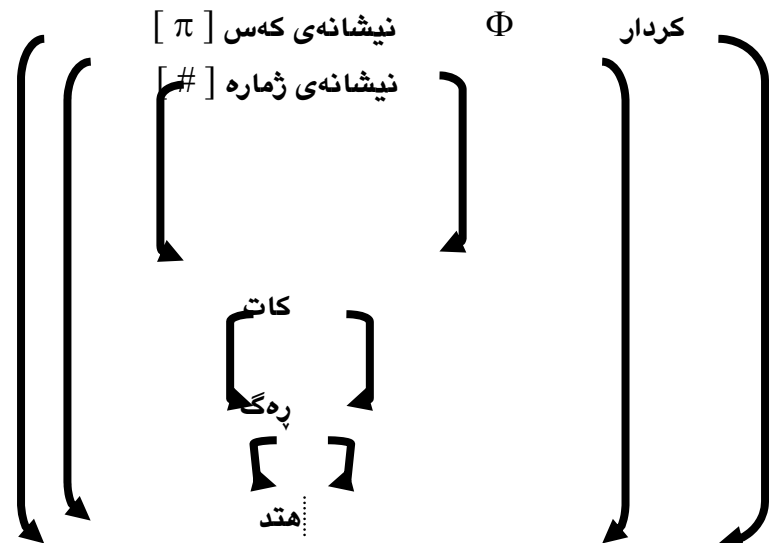 کردار Φ نیشانەی کەس [ π ]
نیشانەی ژمارە [ # ]
کات
ڕەگ
هتد